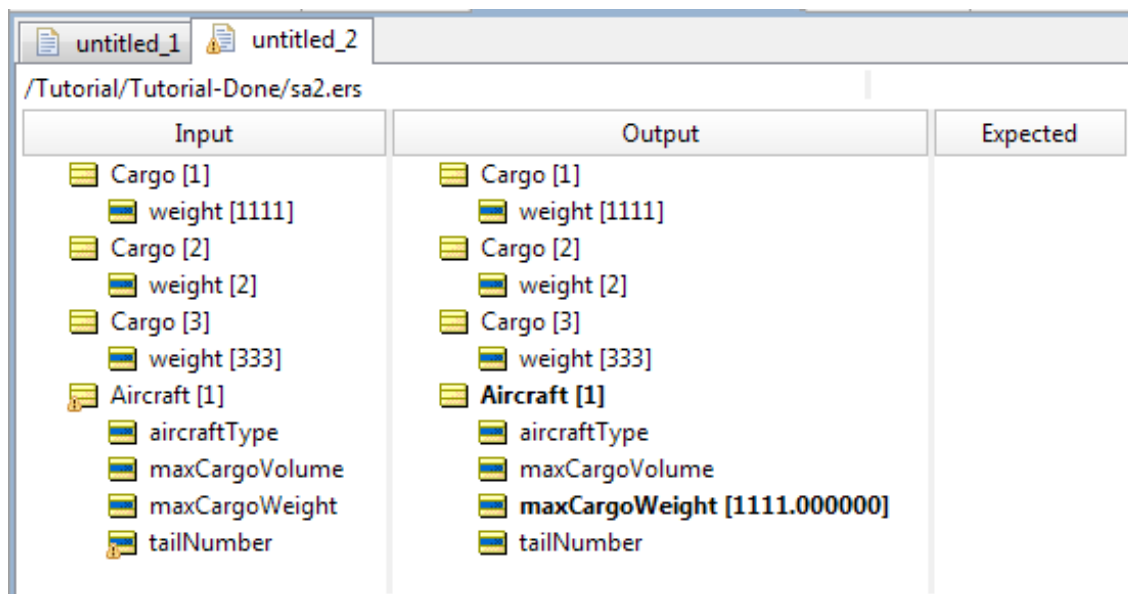 untitled_1 untitled_2
/Tutorial/Tutorial-Done/sa2.ers
Input Output Expected
Cargo [1] Cargo [1]
weight [1111] weight [1111]
Cargo [2] Cargo [2]
weight [2] weight [2]
Cargo [3] Cargo [3]
weight [333] weight [333]
Aircraft [1] Aircraft [1]
aircraftType aircraftType
maxCargoVolume maxCargoVolume
maxCargoWeight maxCargoWeight [1111.000000]
tailNumber tailNumber